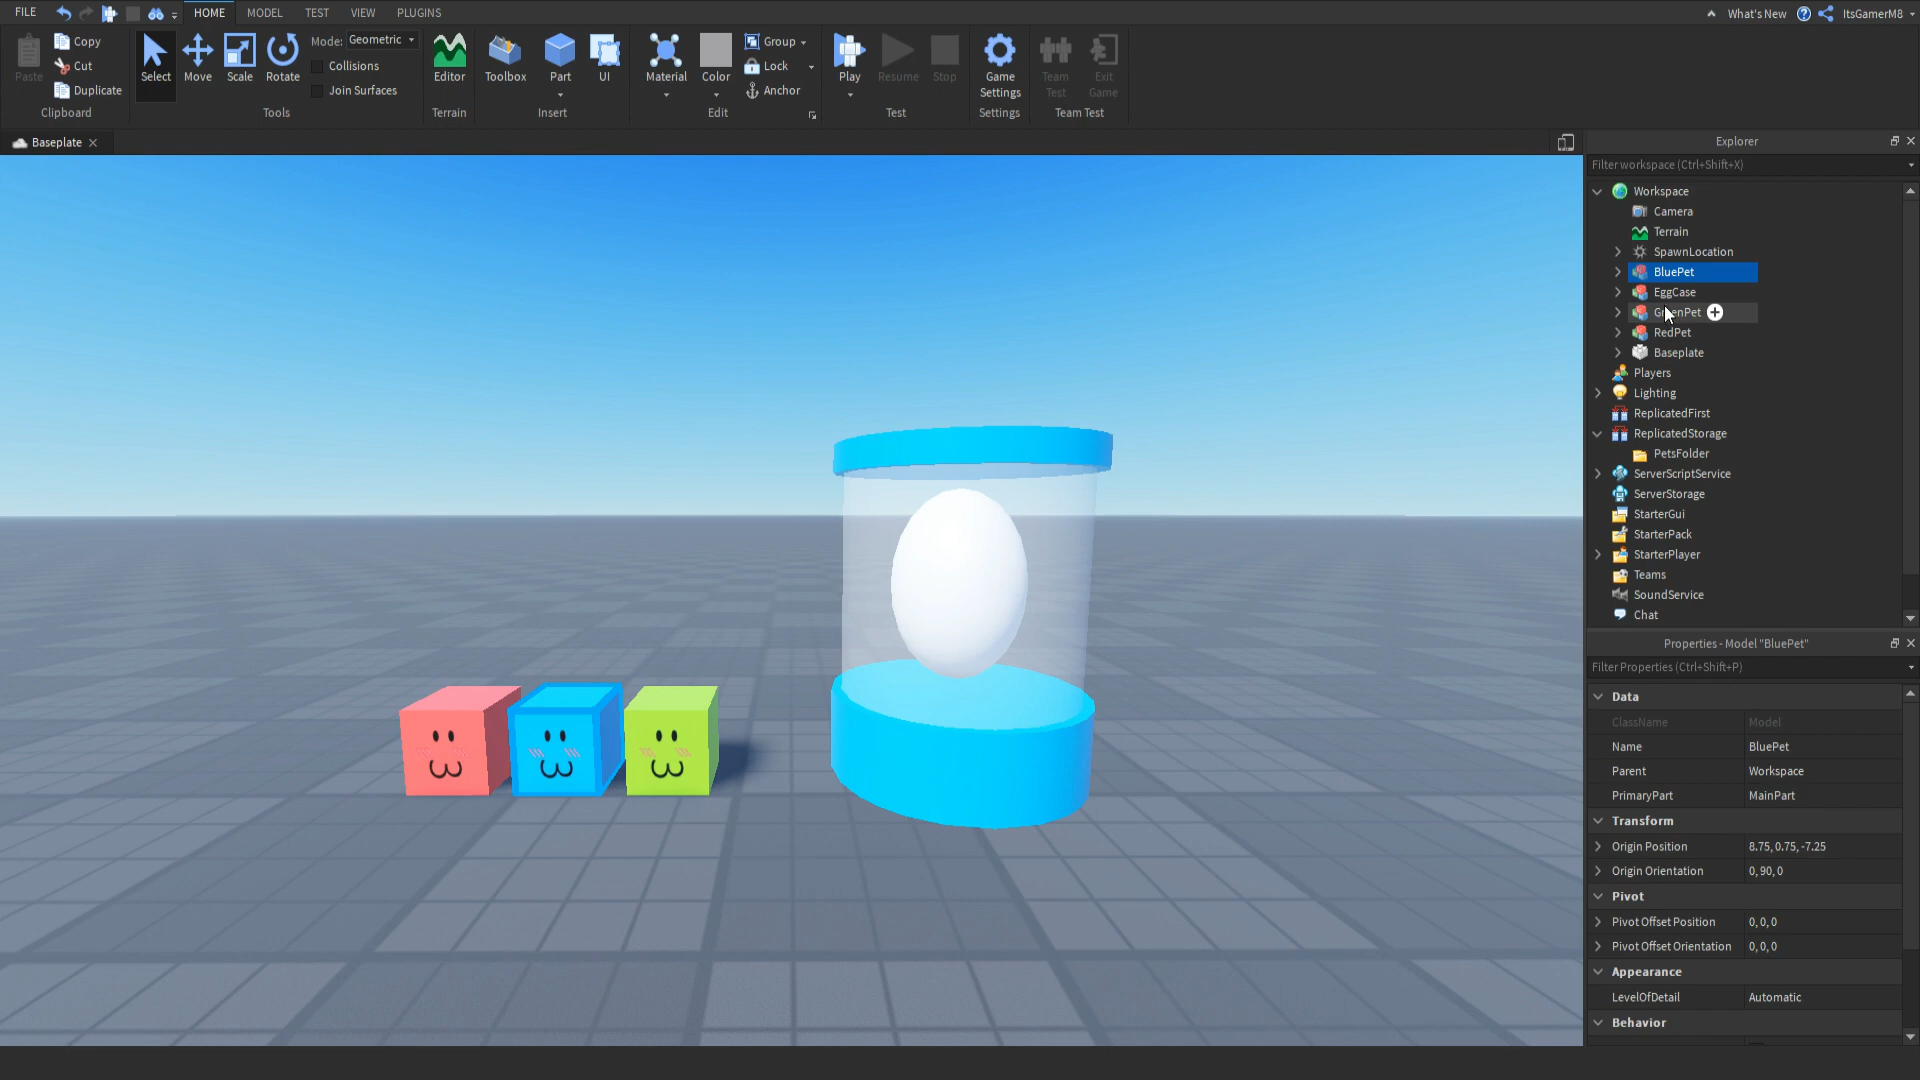 FILE HOME MODEL TEST VIEW PLUGINS What's New ItsGamerM8
Copy Mode: Geometric Group
Paste Cut Select Move Scale Rotate Collisions Editor Toolbox Part UI Material Color Lock Play Resume Stop Game Settings Team Test Exit Game
Duplicate Join Surfaces Anchor
Clipboard Tools Terrain Insert Edit Test Settings Team Test
Baseplate Explorer
Filter workspace (Ctrl+Shift+X)
Workspace
Camera
Terrain
SpawnLocation
BluePet
EggCase
RedPet
Baseplate
Players
Lighting
ReplicatedFirst
ReplicatedStorage
PetsFolder
ServerScriptService
ServerStorage
StarterGui
StarterPack
StarterPlayer
Teams
SoundService
Chat
Properties - Model "BluePet"
Filter Properties (Ctrl+Shift+P)
Data
ClassName Model
Name BluePet
Parent Workspace
PrimaryPart MainPart
Transform
Origin Position 8.75, 0.75, -7.25
Origin Orientation 0, 90, 0
Pivot
Pivot Offset Position 0, 0, 0
Pivot Offset Orientation 0, 0, 0
Appearance
LevelOfDetail Automatic
Behavior